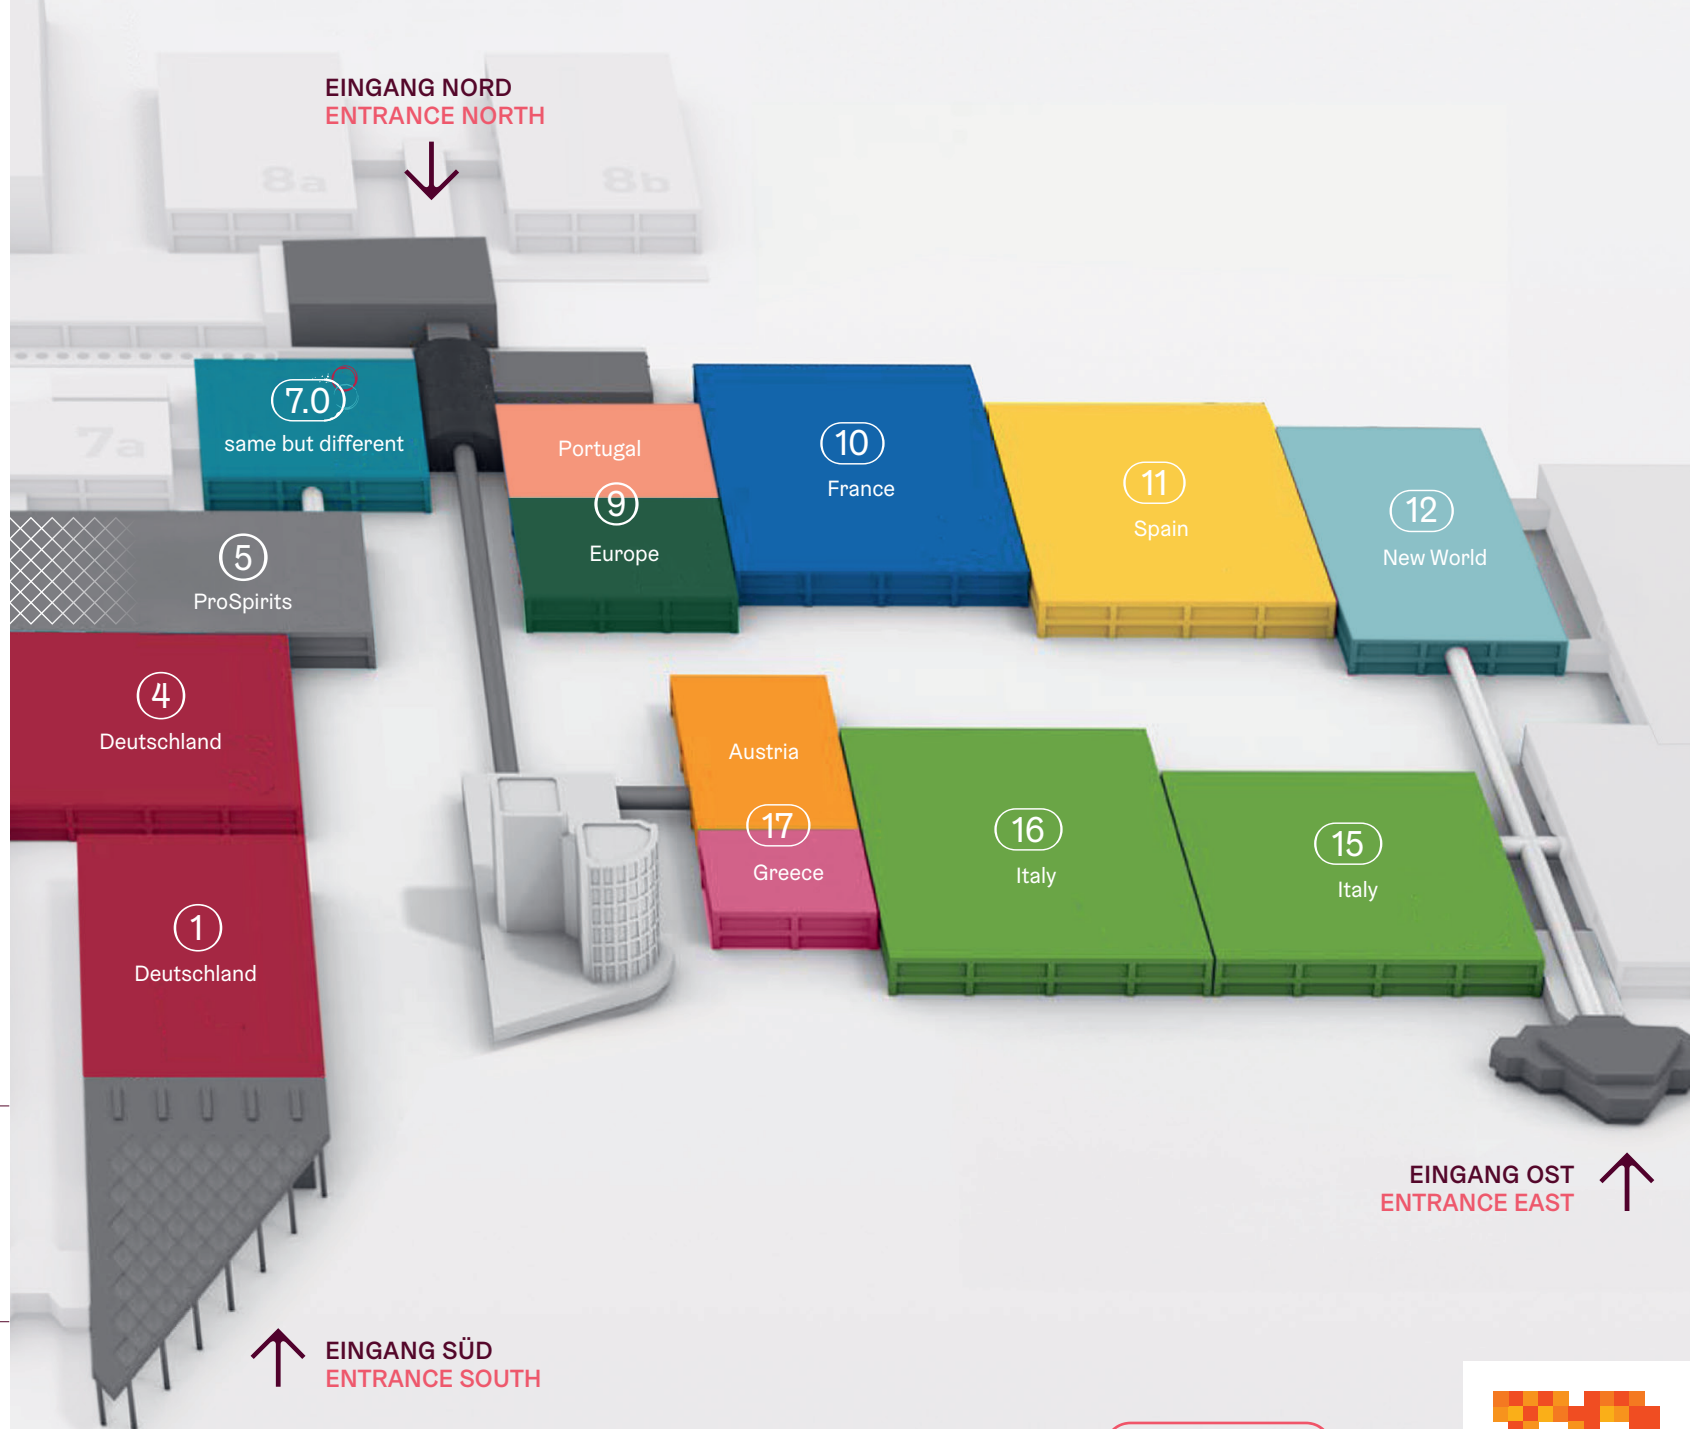 EINGANG NORD
ENTRANCE NORTH
8a
8b
7.0
same but different
7a
Portugal
9
Europe
10
France
11
Spain
12
New World
5
ProSpirits
4
Deutschland
Austria
17
Greece
16
Italy
15
Italy
1
Deutschland
EINGANG OST
ENTRANCE EAST
EINGANG SÜD
ENTRANCE SOUTH